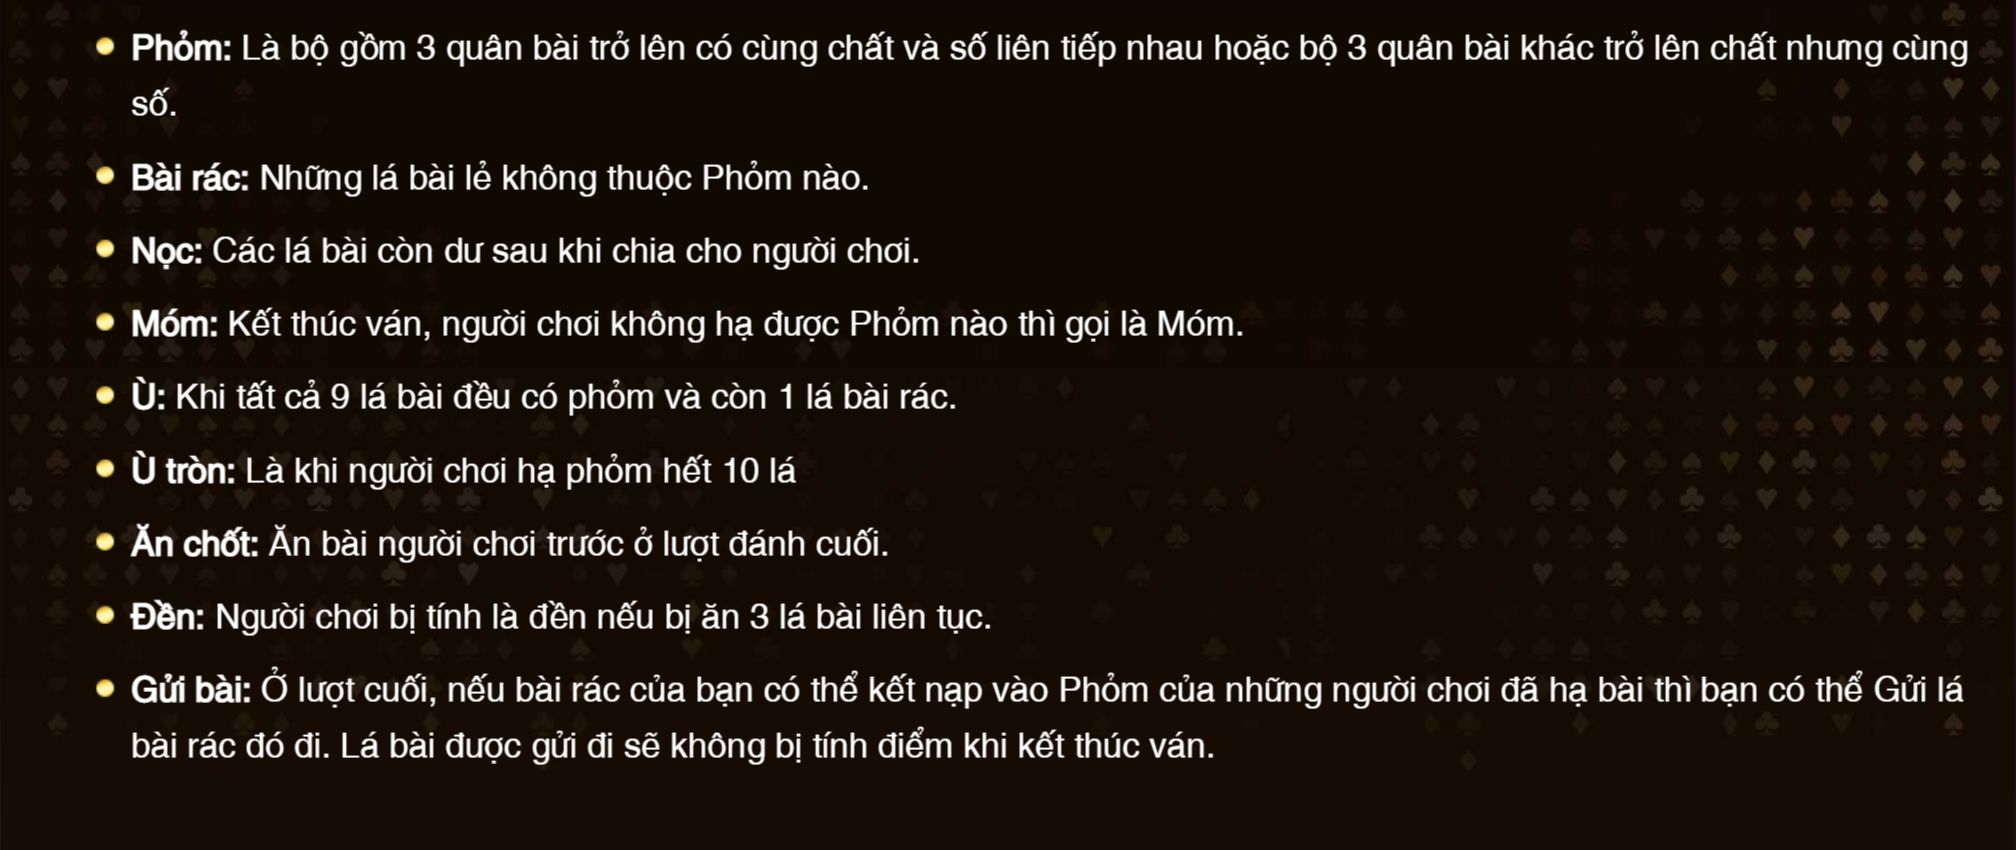 Phỏm: Là bộ gồm 3 quân bài trở lên có cùng chất và số liên tiếp nhau hoặc bộ 3 quân bài khác trở lên chất nhưng cùng
số.
Bài rác: Những lá bài lẻ không thuộc Phỏm nào.
Nọc: Các lá bài còn dư sau khi chia cho người chơi.
Móm: Kết thúc ván, người chơi không hạ được Phỏm nào thì gọi là Móm.
Ù: Khi tất cả 9 lá bài đều có phỏm và còn 1 lá bài rác.
Ù tròn: Là khi người chơi hạ phỏm hết 10 lá
Ăn chốt: Ăn bài người chơi trước ở lượt đánh cuối.
Đền: Người chơi bị tính là đền nếu bị ăn 3 lá bài liên tục.
Gửi bài: Ở lượt cuối, nếu bài rác của bạn có thể kết nạp vào Phỏm của những người chơi đã hạ bài thì bạn có thể Gửi lá
bài rác đó đi. Lá bài được gửi đi sẽ không bị tính điểm khi kết thúc ván.